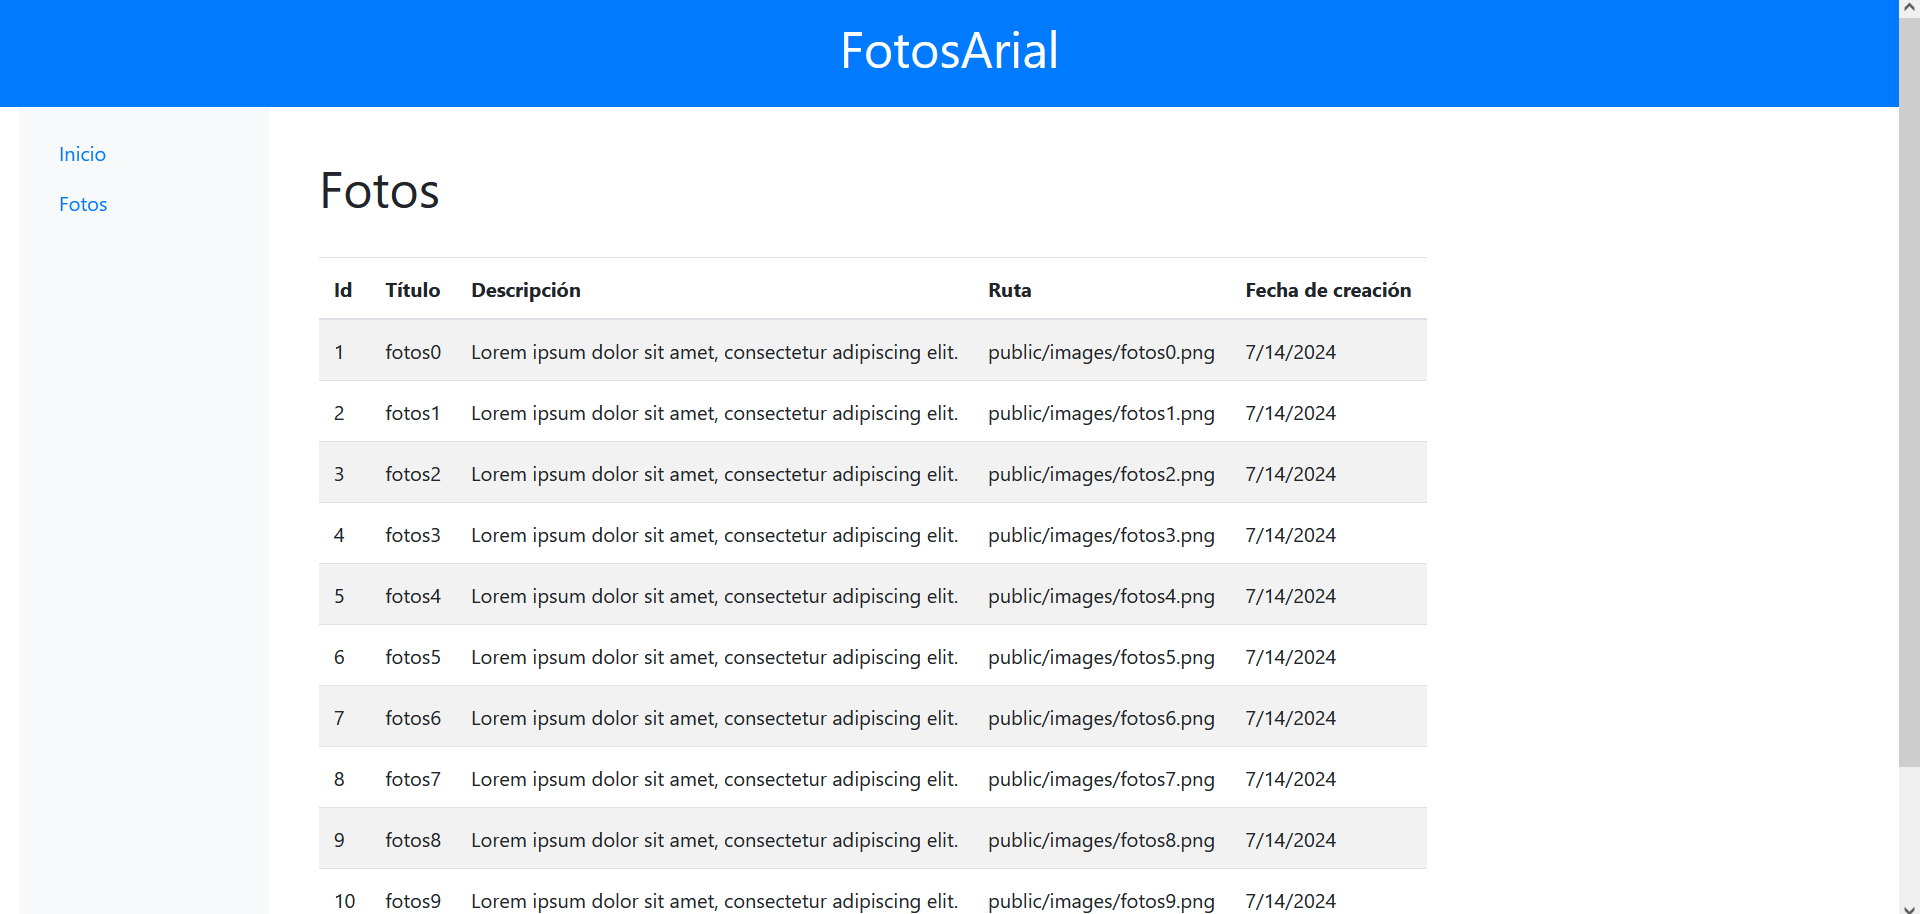 FotosArial
Inicio
Fotos
Fotos
Id Título Descripción Ruta Fecha de creación
1 fotos0 Lorem ipsum dolor sit amet, consectetur adipiscing elit. public/images/fotos0.png 7/14/2024
2 fotos1 Lorem ipsum dolor sit amet, consectetur adipiscing elit. public/images/fotos1.png 7/14/2024
3 fotos2 Lorem ipsum dolor sit amet, consectetur adipiscing elit. public/images/fotos2.png 7/14/2024
4 fotos3 Lorem ipsum dolor sit amet, consectetur adipiscing elit. public/images/fotos3.png 7/14/2024
5 fotos4 Lorem ipsum dolor sit amet, consectetur adipiscing elit. public/images/fotos4.png 7/14/2024
6 fotos5 Lorem ipsum dolor sit amet, consectetur adipiscing elit. public/images/fotos5.png 7/14/2024
7 fotos6 Lorem ipsum dolor sit amet, consectetur adipiscing elit. public/images/fotos6.png 7/14/2024
8 fotos7 Lorem ipsum dolor sit amet, consectetur adipiscing elit. public/images/fotos7.png 7/14/2024
9 fotos8 Lorem ipsum dolor sit amet, consectetur adipiscing elit. public/images/fotos8.png 7/14/2024
10 fotos9 Lorem ipsum dolor sit amet, consectetur adipiscing elit. public/images/fotos9.png 7/14/2024